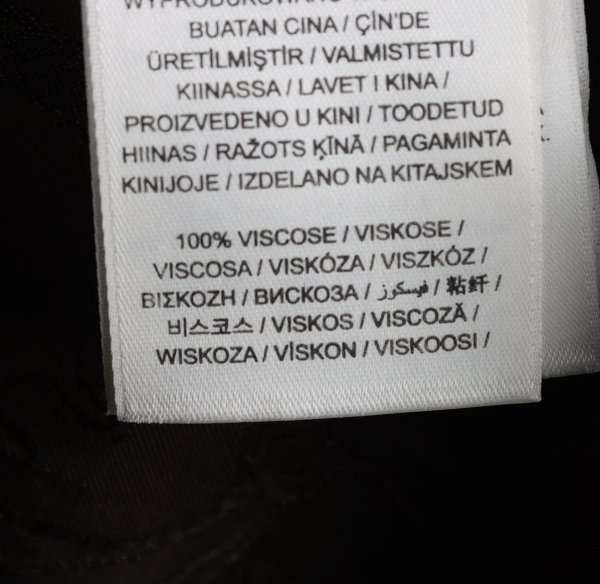 WYPRODUKOWANO
BUATAN CINA / ÇİN'DE
ÜRETİLMİŞTİR / VALMISTETTU
KIINASSA / LAVET I KINA /
PROIZVEDENO U KINI / TOODETUD
HIINAS / RAŽOTS ĶĪNĀ / PAGAMINTA
KINIJOJE / IZDELANO NA KITAJSKEM
100% VISCOSE / VISKOSE /
VISCOSA / VISKÓZA / VISZKÓZ /
ΒΙΣΚΟΖΗ / ВИСКОЗА / فيسكوز / 粘纤 /
비스코스 / VISKOS / VISCOZĂ /
WISKOZA / VİSKON / VISKOOSI /